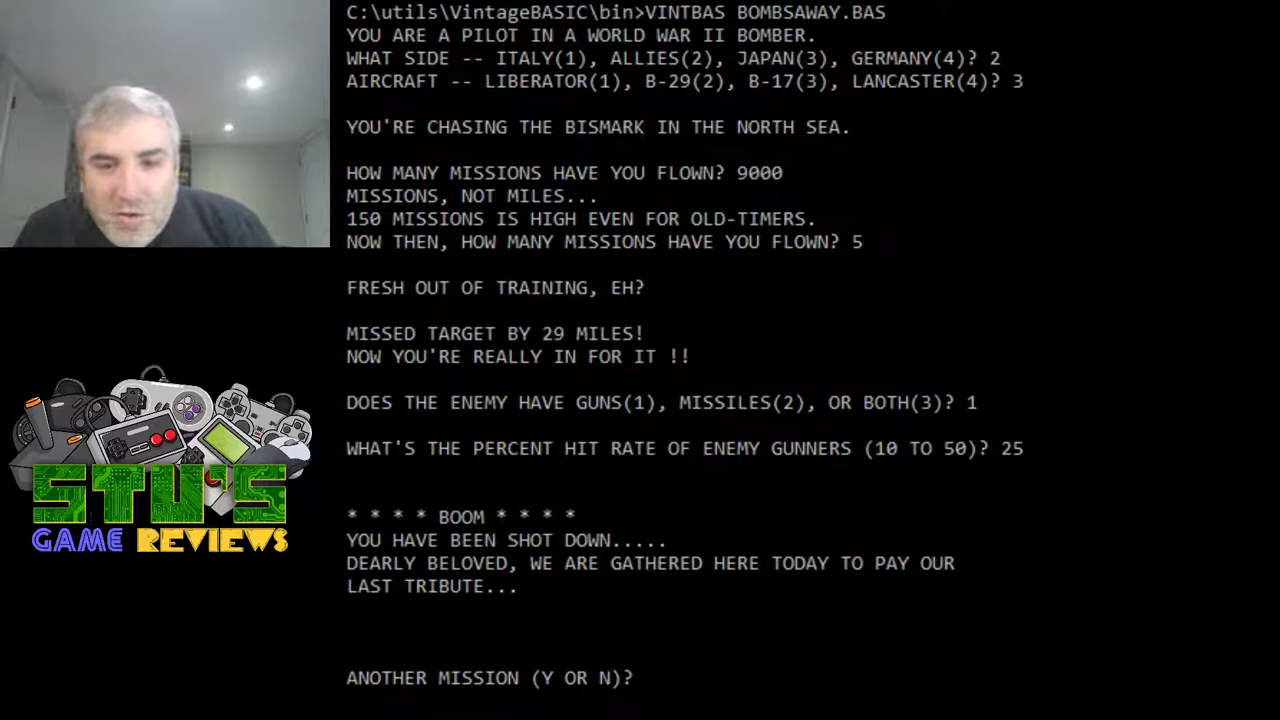 C:\utils\VintageBASIC\bin>VINTBAS BOMBSAWAY.BAS
YOU ARE A PILOT IN A WORLD WAR II BOMBER.
WHAT SIDE -- ITALY(1), ALLIES(2), JAPAN(3), GERMANY(4)? 2
AIRCRAFT -- LIBERATOR(1), B-29(2), B-17(3), LANCASTER(4)? 3
YOU'RE CHASING THE BISMARK IN THE NORTH SEA.
HOW MANY MISSIONS HAVE YOU FLOWN? 9000
MISSIONS, NOT MILES...
150 MISSIONS IS HIGH EVEN FOR OLD-TIMERS.
NOW THEN, HOW MANY MISSIONS HAVE YOU FLOWN? 5
FRESH OUT OF TRAINING, EH?
MISSED TARGET BY 29 MILES!
NOW YOU'RE REALLY IN FOR IT !!
DOES THE ENEMY HAVE GUNS(1), MISSILES(2), OR BOTH(3)? 1
WHAT'S THE PERCENT HIT RATE OF ENEMY GUNNERS (10 TO 50)? 25
* * * * BOOM * * * *
YOU HAVE BEEN SHOT DOWN.....
DEARLY BELOVED, WE ARE GATHERED HERE TODAY TO PAY OUR
LAST TRIBUTE...
ANOTHER MISSION (Y OR N)?
STU'S
GAME REVIEWS